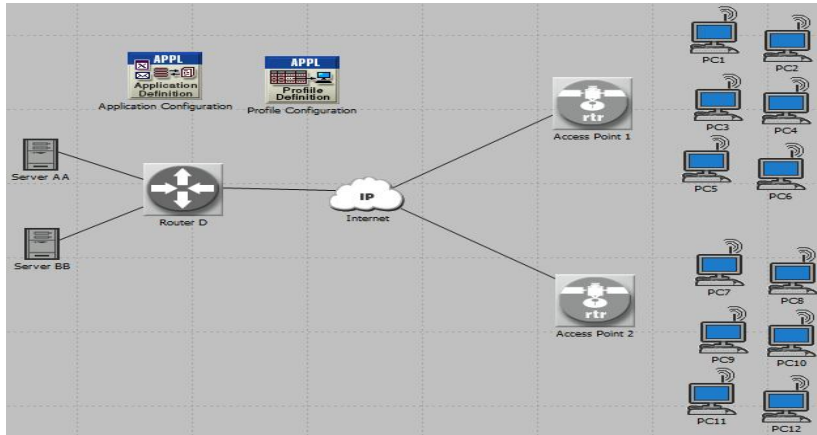 PC1
PC2
APPL
Application
Definition
Application Configuration
APPL
Profiile
Definition
Profile Configuration
rtr
Access Point 1
PC3
PC4
Server AA
Router D
IP
Internet
PC5
PC6
Server BB
rtr
Access Point 2
PC7
PC8
PC9
PC10
PC11
PC12